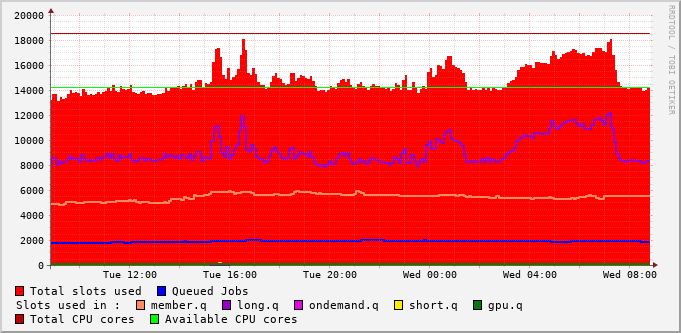 20000
18000
16000
14000
12000
10000
8000
6000
4000
2000
0
Tue 12:00 Tue 16:00 Tue 20:00 Wed 00:00 Wed 04:00 Wed 08:00
RRDTOOL / TOBI OETIKER
Total slots used Queued Jobs
Slots used in : member.q long.q ondemand.q short.q gpu.q
Total CPU cores Available CPU cores